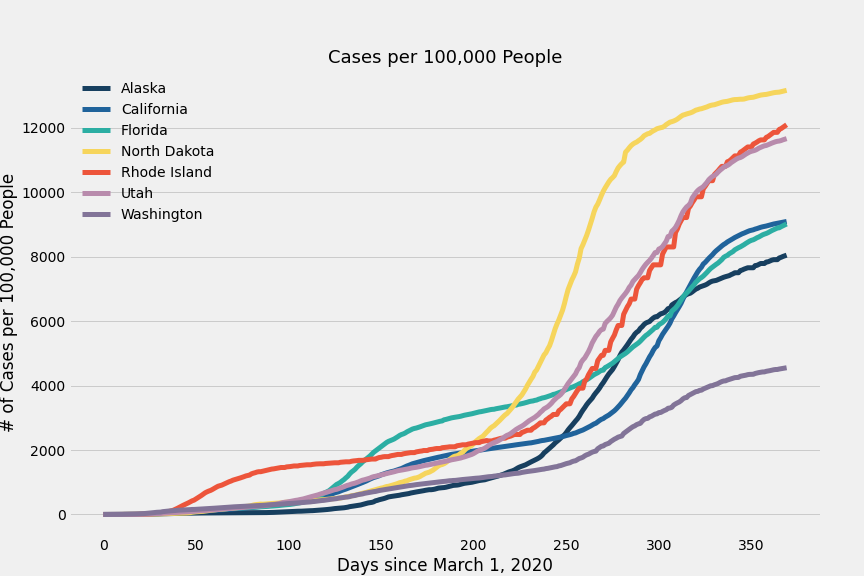 Cases per 100,000 People
Alaska
California
Florida
North Dakota
Rhode Island
Utah
Washington
# of Cases per 100,000 People
12000
10000
8000
6000
4000
2000
0
0 50 100 150 200 250 300 350
Days since March 1, 2020